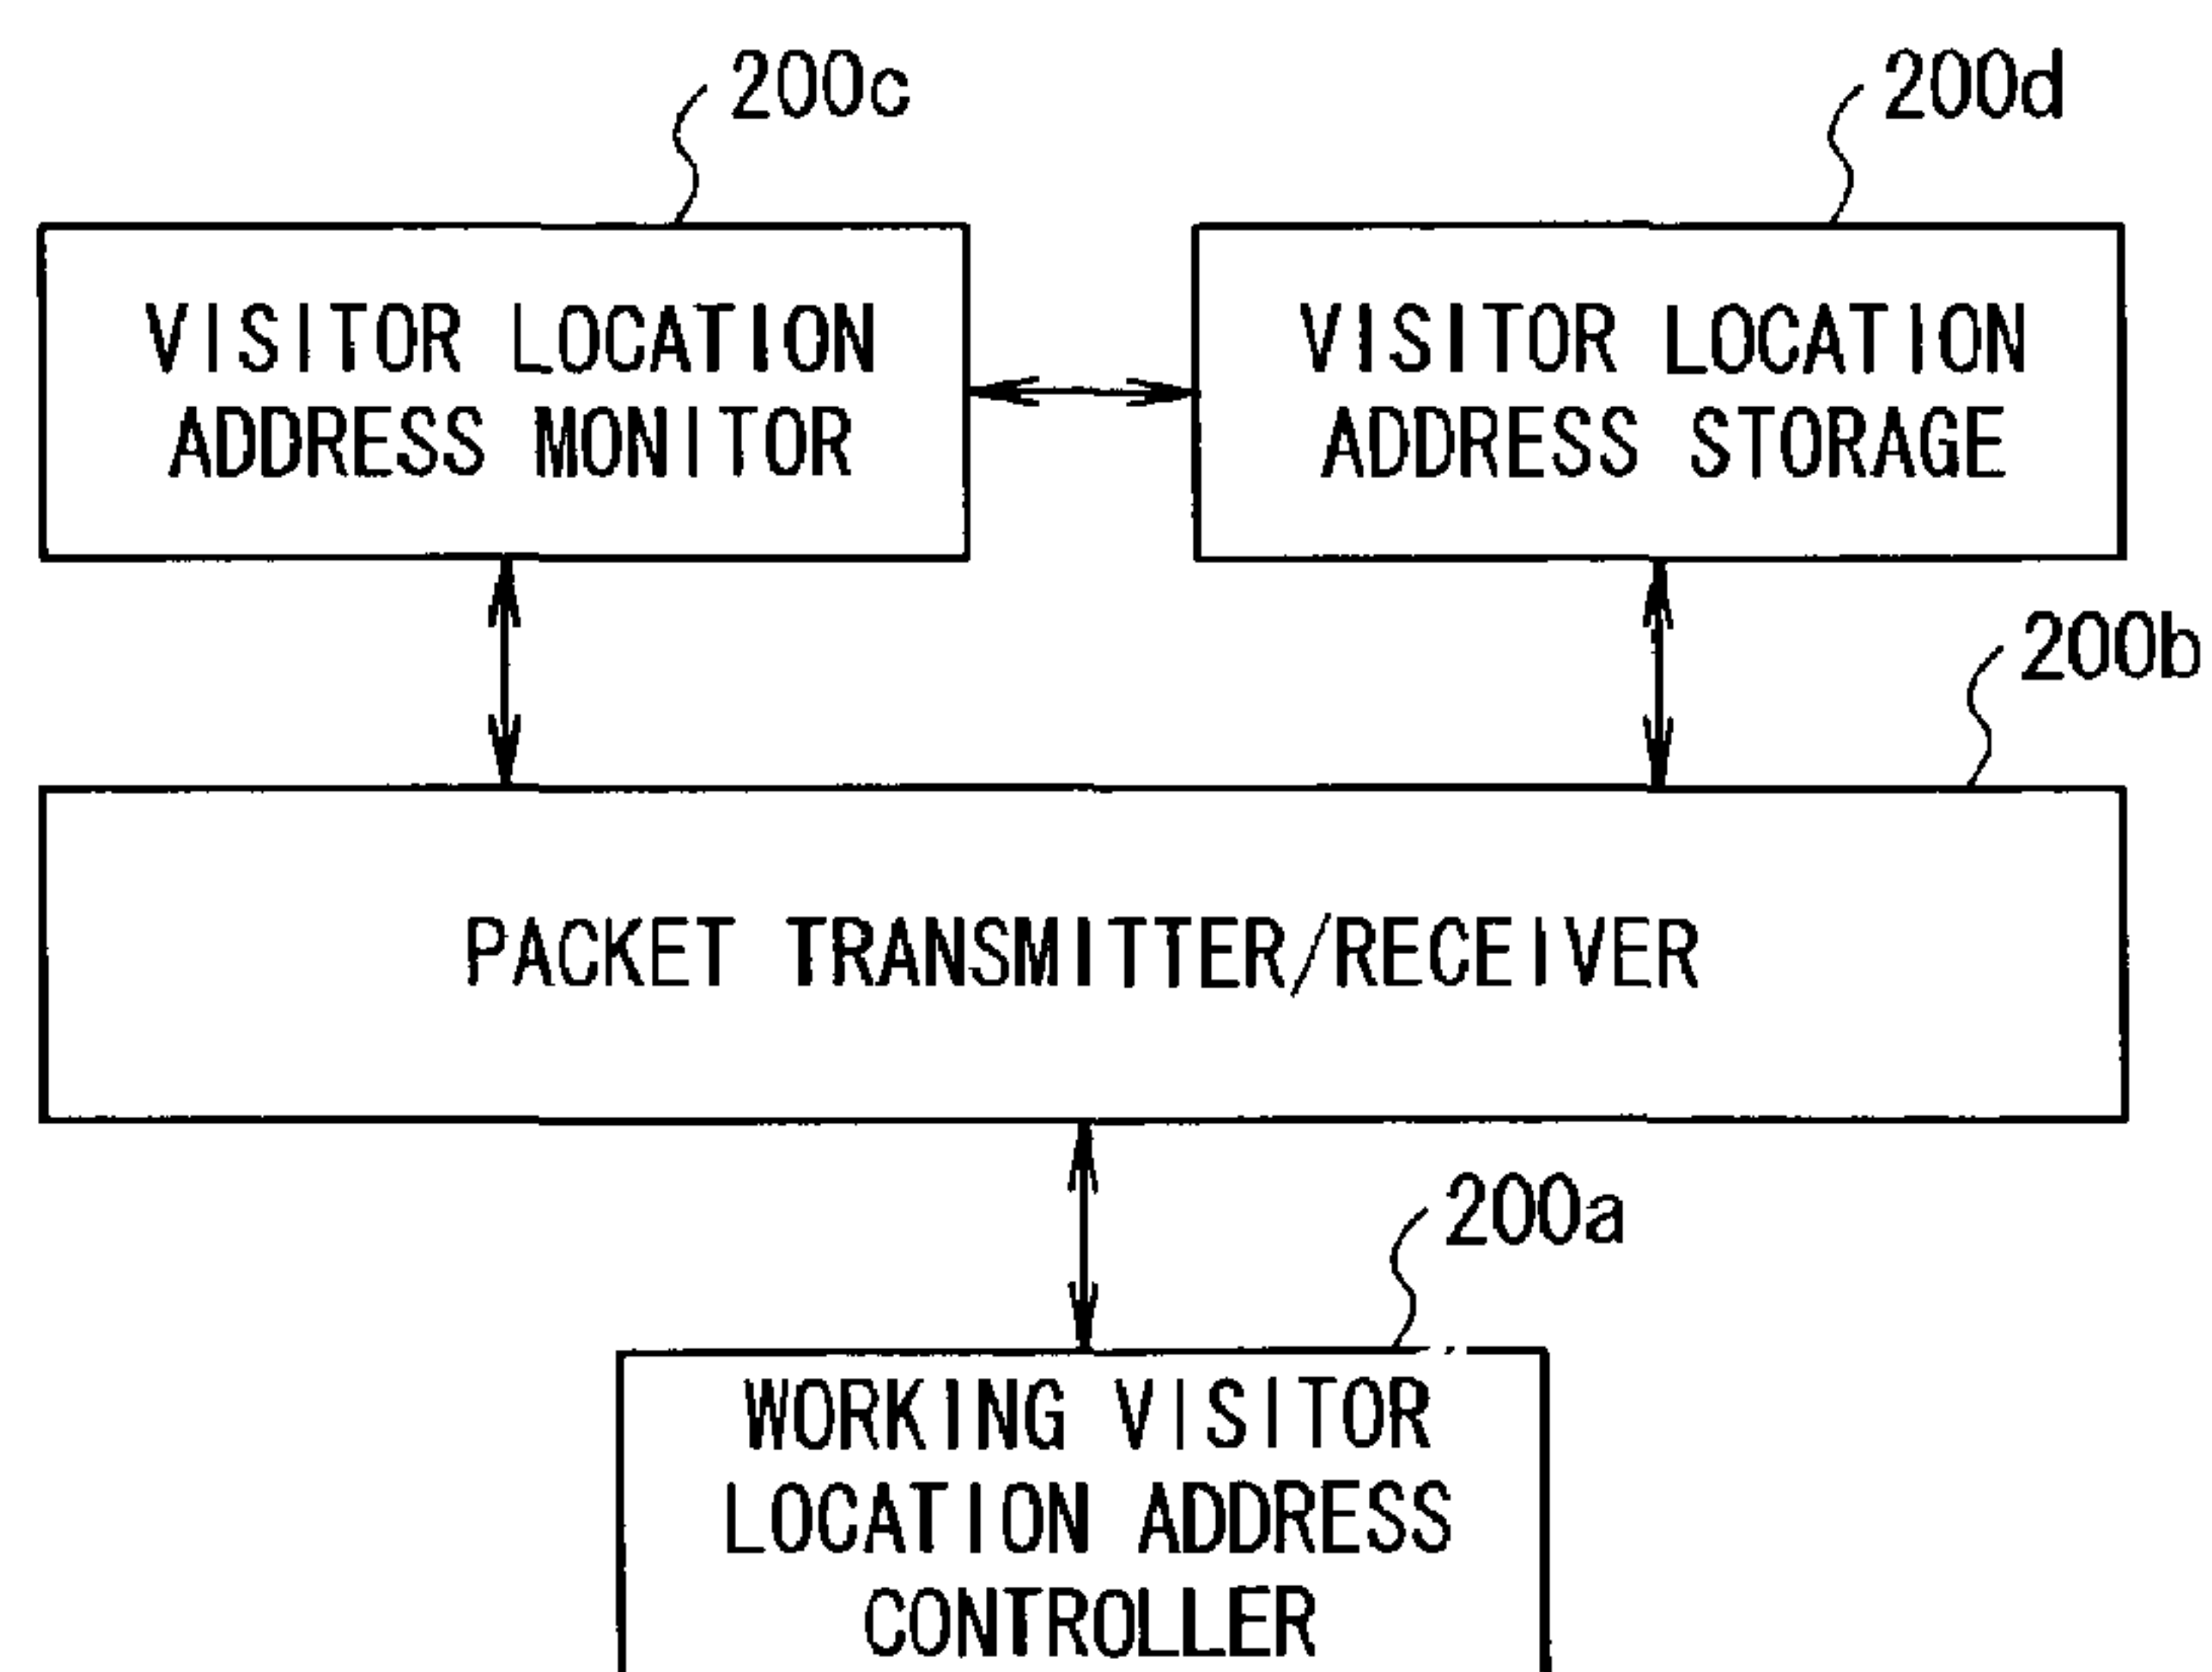 200c
200d
VISITOR LOCATION
ADDRESS MONITOR
VISITOR LOCATION
ADDRESS STORAGE
200b
PACKET TRANSMITTER/RECEIVER
200a
WORKING VISITOR
LOCATION ADDRESS
CONTROLLER